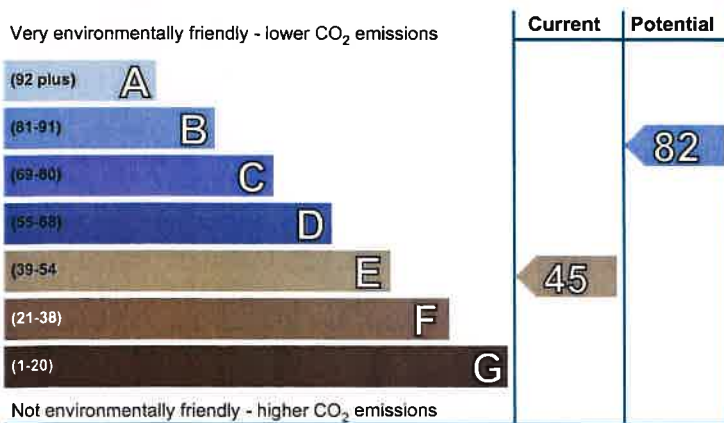 Current Potential
Very environmentally friendly - lower CO₂ emissions
(92 plus) A
(81-91) B
82
(69-80) C
(55-68) D
(39-54 E
45
(21-38) F
(1-20) G
Not environmentally friendly - higher CO₂ emissions